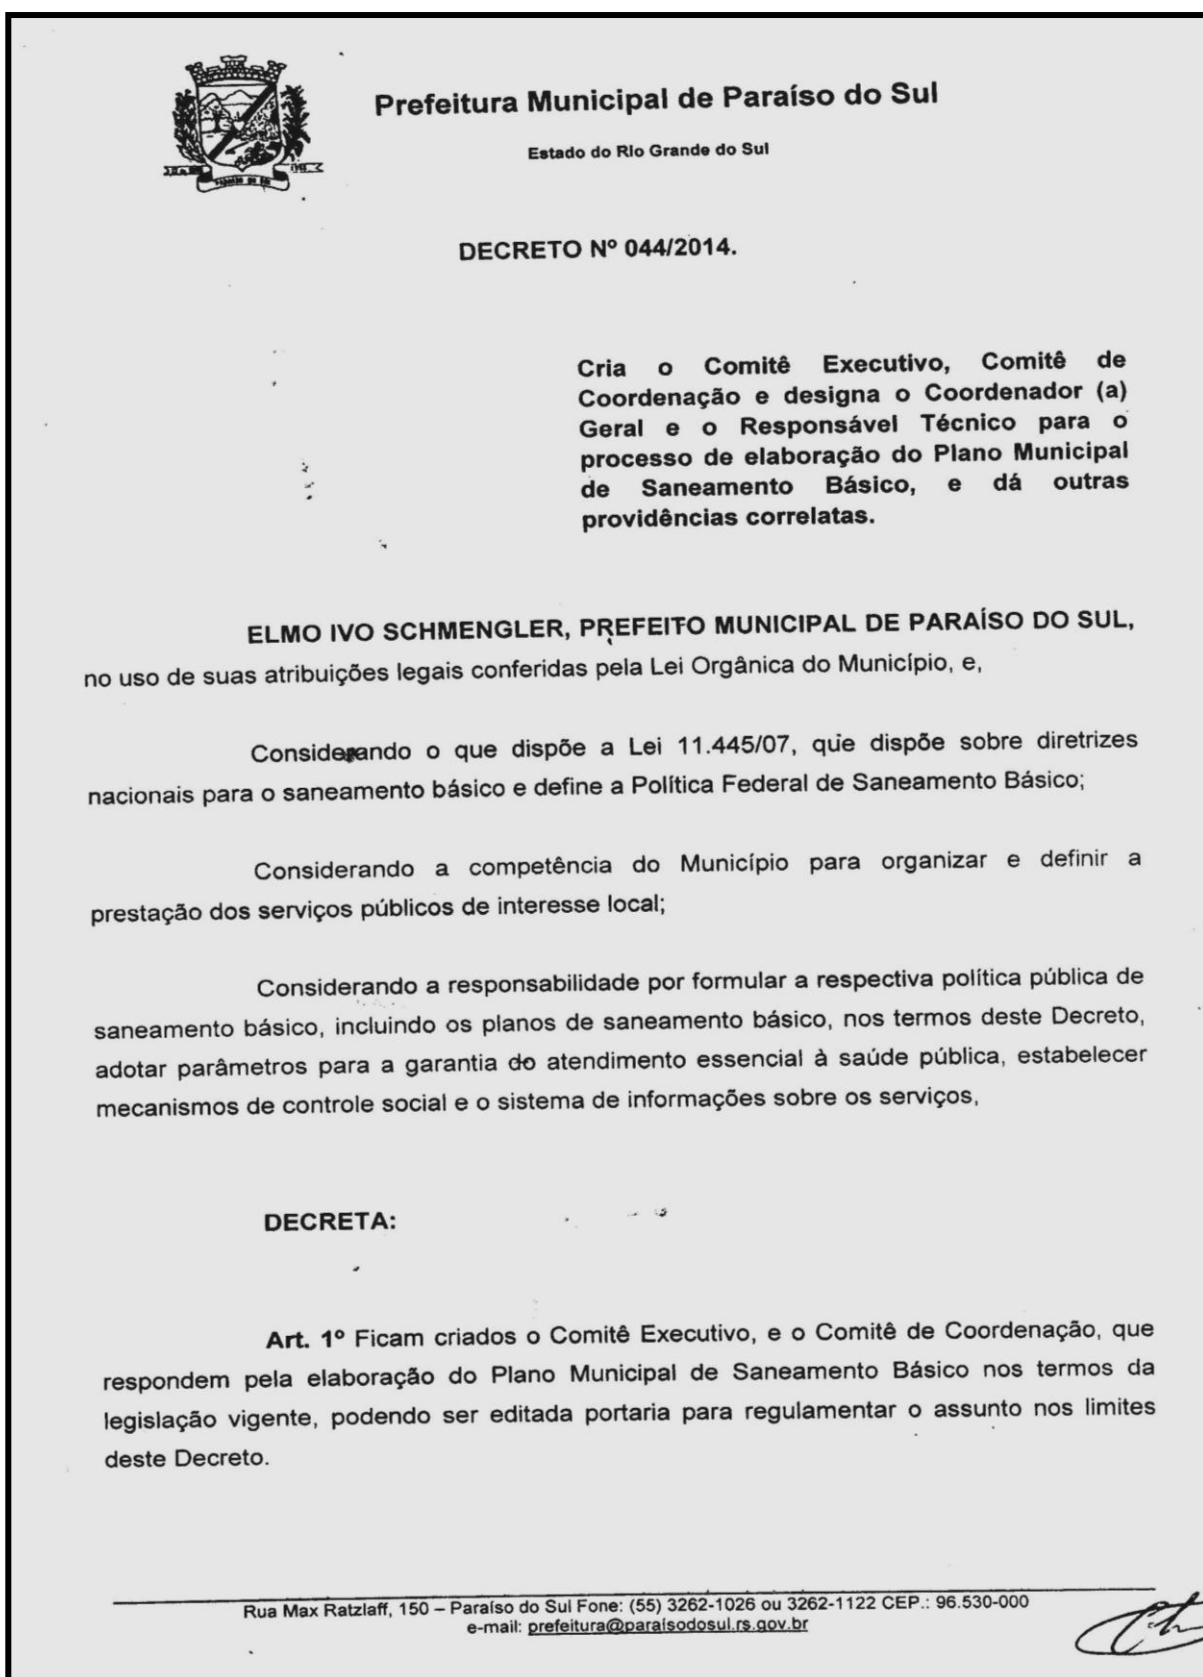 Prefeitura Municipal de Paraíso do Sul
Estado do Rio Grande do Sul
DECRETO Nº 044/2014.
Cria o Comitê Executivo, Comitê de
Coordenação e designa o Coordenador (a)
Geral e o Responsável Técnico para o
processo de elaboração do Plano Municipal
de Saneamento Básico, e dá outras
providências correlatas.
ELMO IVO SCHMENGLER, PREFEITO MUNICIPAL DE PARAÍSO DO SUL,
no uso de suas atribuições legais conferidas pela Lei Orgânica do Município, e,
Considerando o que dispõe a Lei 11.445/07, que dispõe sobre diretrizes
nacionais para o saneamento básico e define a Política Federal de Saneamento Básico;
Considerando a competência do Município para organizar e definir a
prestação dos serviços públicos de interesse local;
Considerando a responsabilidade por formular a respectiva política pública de
saneamento básico, incluindo os planos de saneamento básico, nos termos deste Decreto,
adotar parâmetros para a garantia do atendimento essencial à saúde pública, estabelecer
mecanismos de controle social e o sistema de informações sobre os serviços,
DECRETA:
Art. 1º Ficam criados o Comitê Executivo, e o Comitê de Coordenação, que
respondem pela elaboração do Plano Municipal de Saneamento Básico nos termos da
legislação vigente, podendo ser editada portaria para regulamentar o assunto nos limites
deste Decreto.
Rua Max Ratzlaff, 150 – Paraíso do Sul Fone: (55) 3262-1026 ou 3262-1122 CEP.: 96.530-000
e-mail: prefeitura@paraísodosul.rs.gov.br